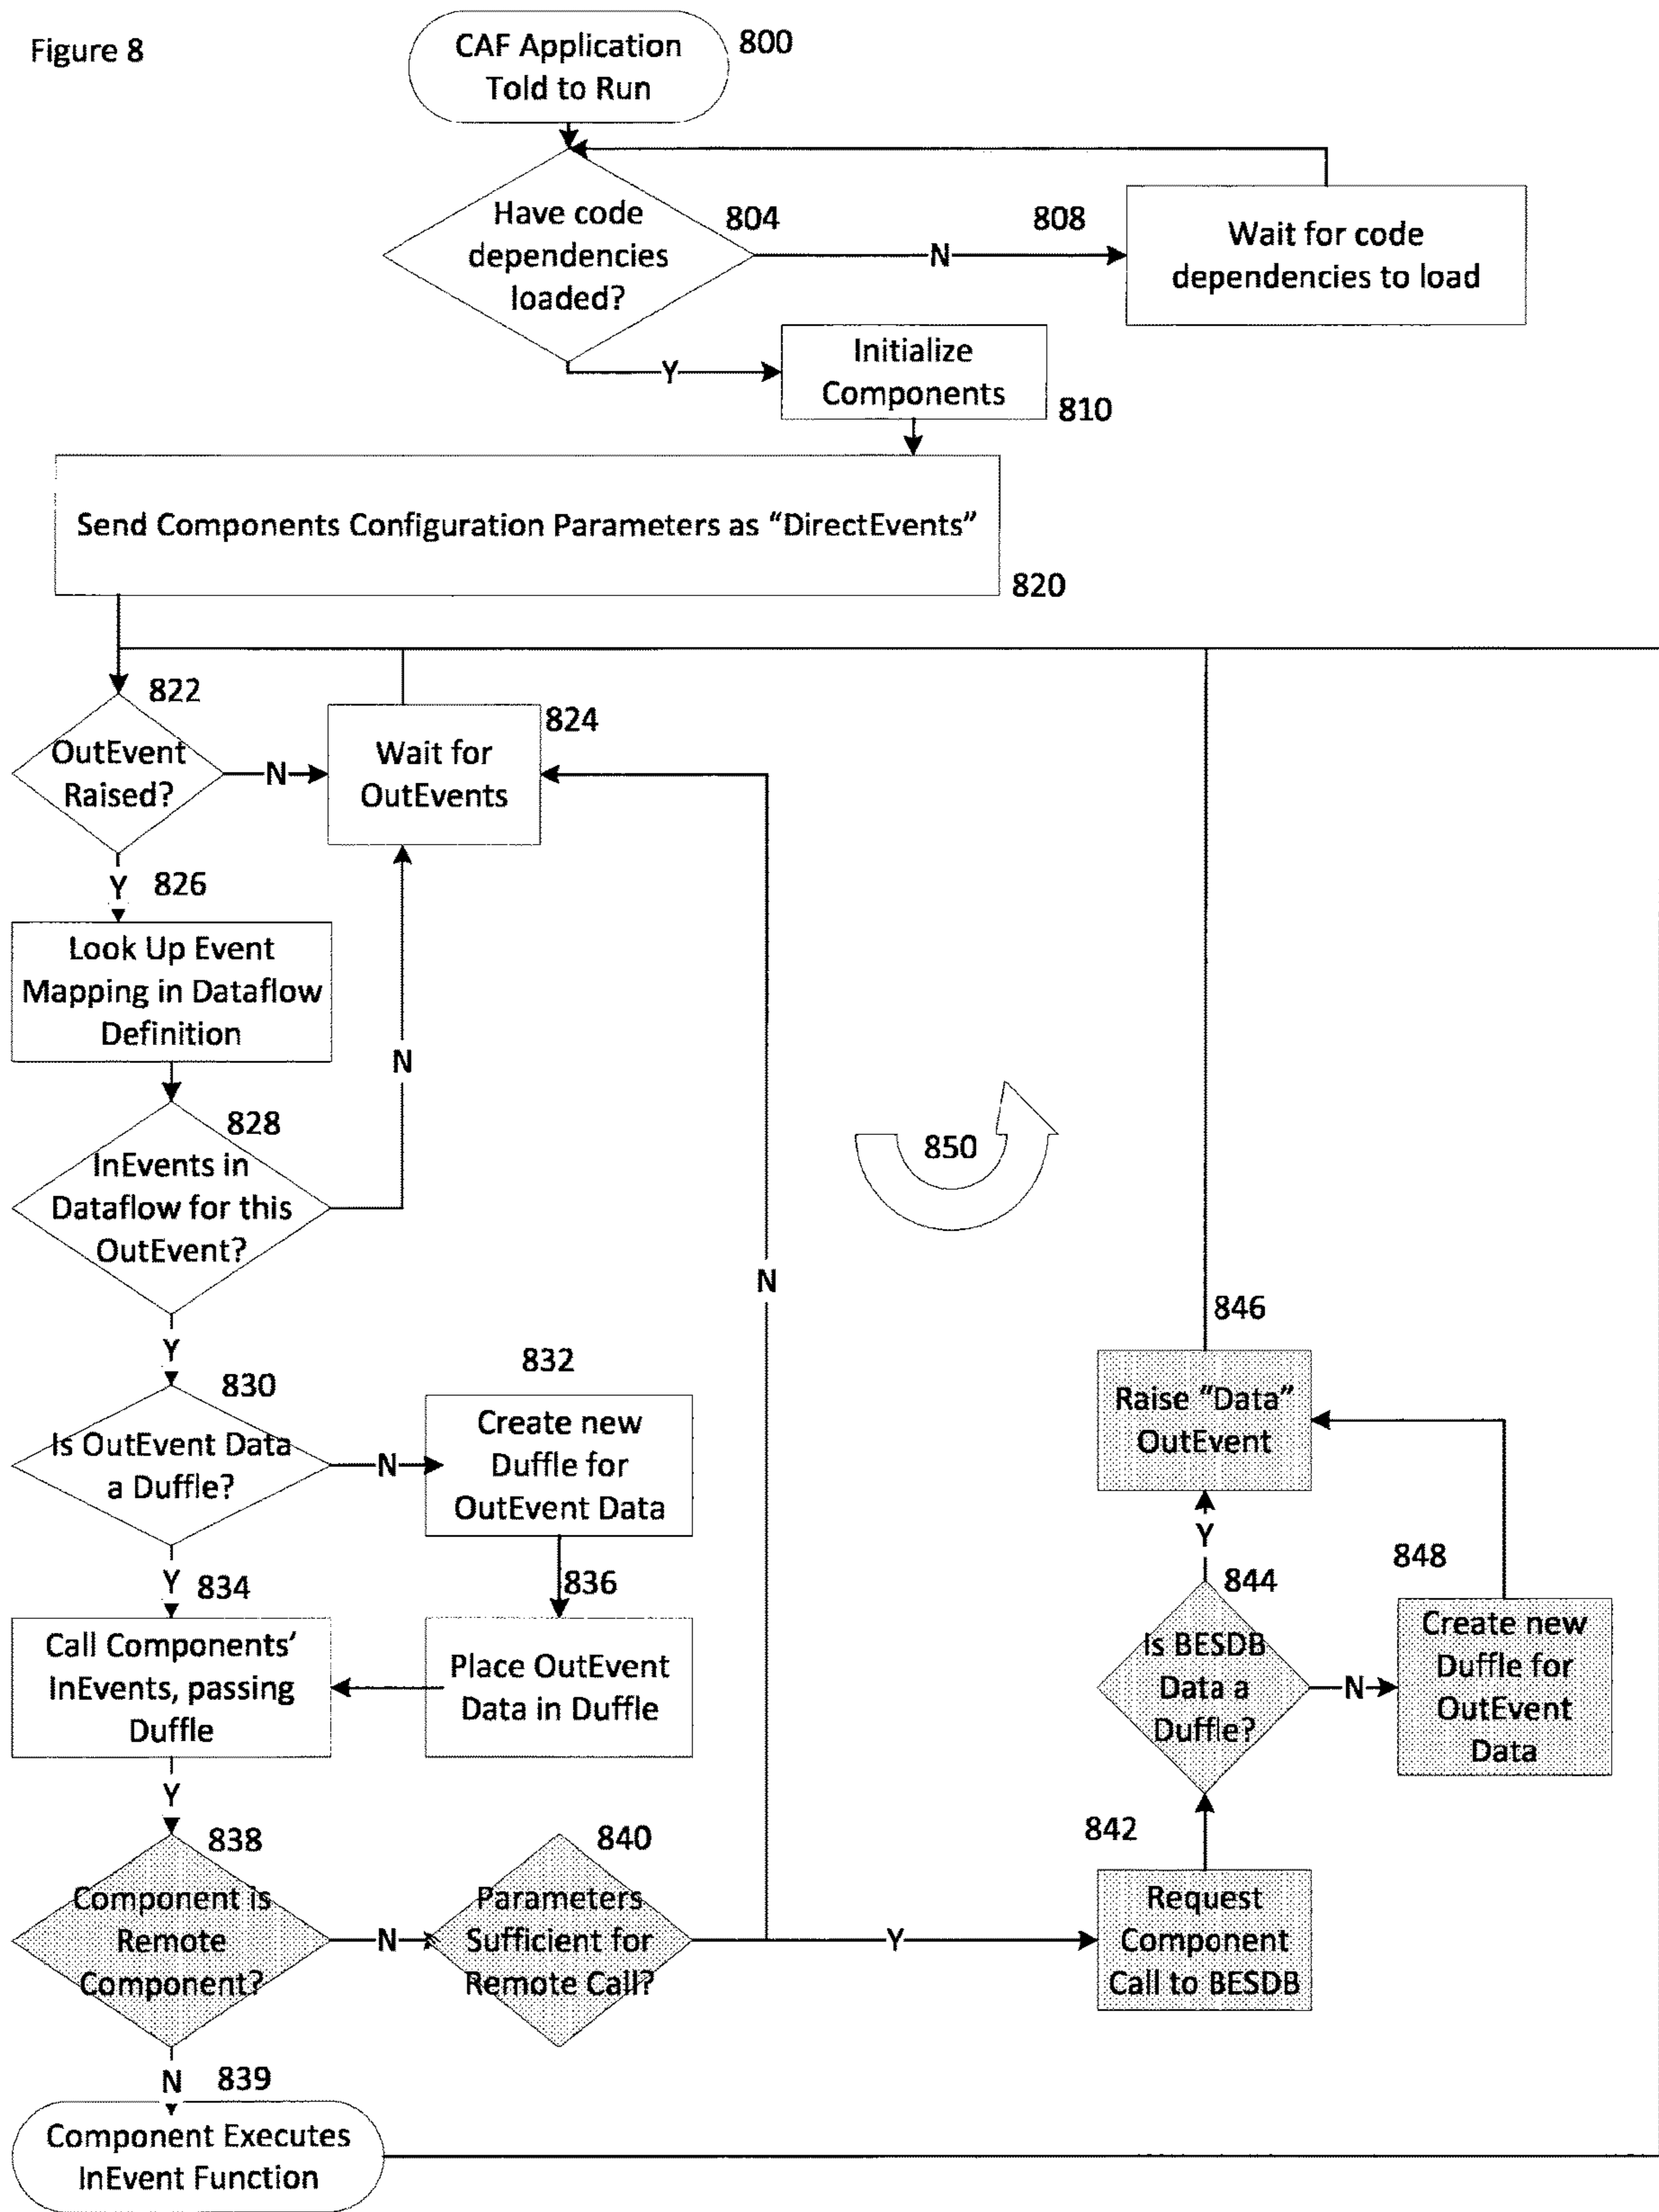 Figure 8
CAF Application
Told to Run
800
Have code
dependencies
loaded?
804
N
808
Wait for code
dependencies to load
Y
Initialize
Components
810
Send Components Configuration Parameters as “DirectEvents”
820
822
OutEvent
Raised?
N
824
Wait for
OutEvents
Y
826
Look Up Event
Mapping in Dataflow
Definition
N
828
InEvents in
Dataflow for this
OutEvent?
850
N
Y
830
Is OutEvent Data
a Duffle?
N
832
Create new
Duffle for
OutEvent Data
846
Raise “Data”
OutEvent
Y
834
Call Components’
InEvents, passing
Duffle
836
Place OutEvent
Data in Duffle
Y
844
Is BESDB
Data a
Duffle?
N
848
Create new
Duffle for
OutEvent
Data
Y
838
Component is
Remote
Component?
N
840
Parameters
Sufficient for
Remote Call?
Y
842
Request
Component
Call to BESDB
N
839
Component Executes
InEvent Function